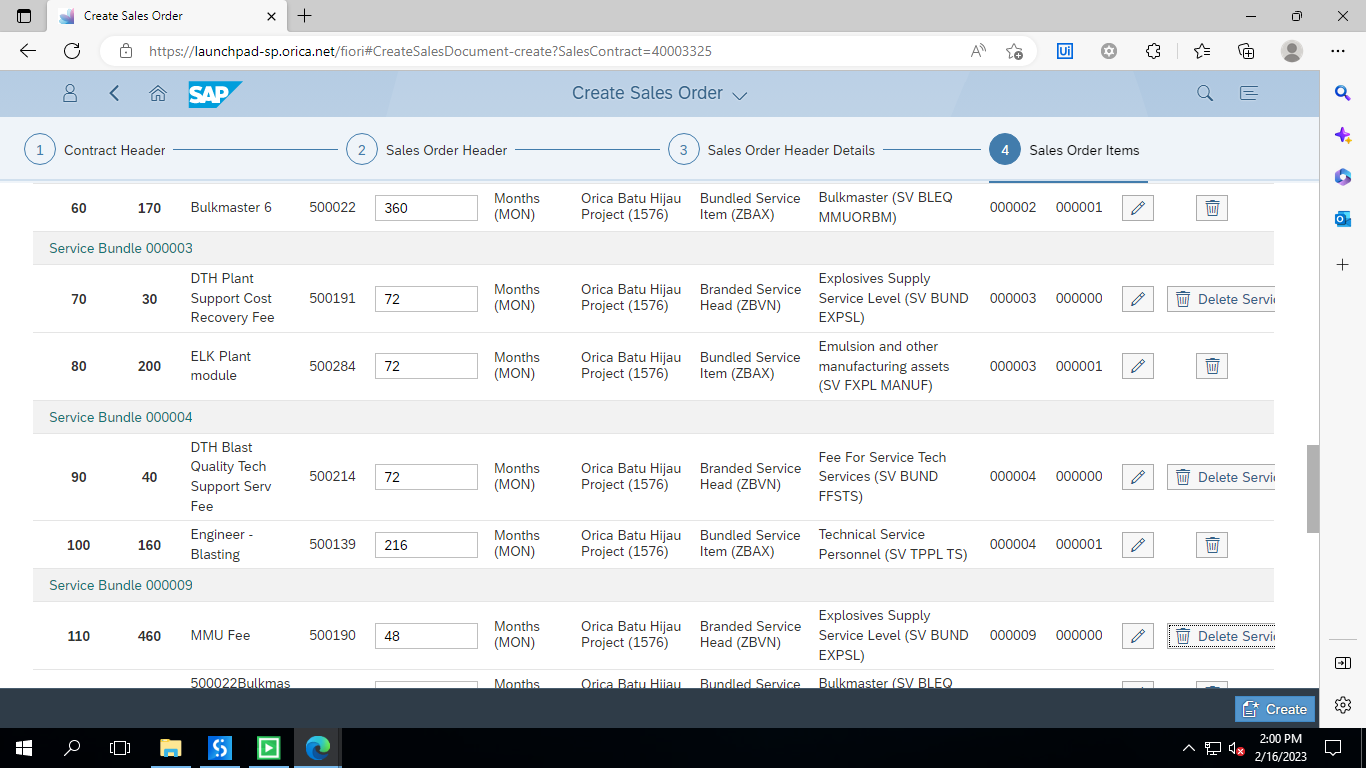 Create Sales Order
https://launchpad-sp.orica.net/fiori#CreateSalesDocument-create?SalesContract=40003325
SAP
Create Sales Order
1 Contract Header
2 Sales Order Header
3 Sales Order Header Details
4 Sales Order Items
60 170 Bulkmaster 6 500022 360 Months (MON) Orica Batu Hijau Project (1576) Bundled Service Item (ZBAX) Bulkmaster (SV BLEQ MMUORBM) 000002 000001
Service Bundle 000003
70 30 DTH Plant Support Cost Recovery Fee 500191 72 Months (MON) Orica Batu Hijau Project (1576) Branded Service Head (ZBVN) Explosives Supply Service Level (SV BUND EXPSL) 000003 000000 Delete Servic
80 200 ELK Plant module 500284 72 Months (MON) Orica Batu Hijau Project (1576) Bundled Service Item (ZBAX) Emulsion and other manufacturing assets (SV FXPL MANUF) 000003 000001
Service Bundle 000004
90 40 DTH Blast Quality Tech Support Serv Fee 500214 72 Months (MON) Orica Batu Hijau Project (1576) Branded Service Head (ZBVN) Fee For Service Tech Services (SV BUND FFSTS) 000004 000000 Delete Servic
100 160 Engineer - Blasting 500139 216 Months (MON) Orica Batu Hijau Project (1576) Bundled Service Item (ZBAX) Technical Service Personnel (SV TPPL TS) 000004 000001
Service Bundle 000009
110 460 MMU Fee 500190 48 Months (MON) Orica Batu Hijau Project (1576) Branded Service Head (ZBVN) Explosives Supply Service Level (SV BUND EXPSL) 000009 000000 Delete Servic
500022Bulkmas Months Orica Batu Hijau Bundled Service Bulkmaster (SV BLEQ
Create
2:00 PM
2/16/2023